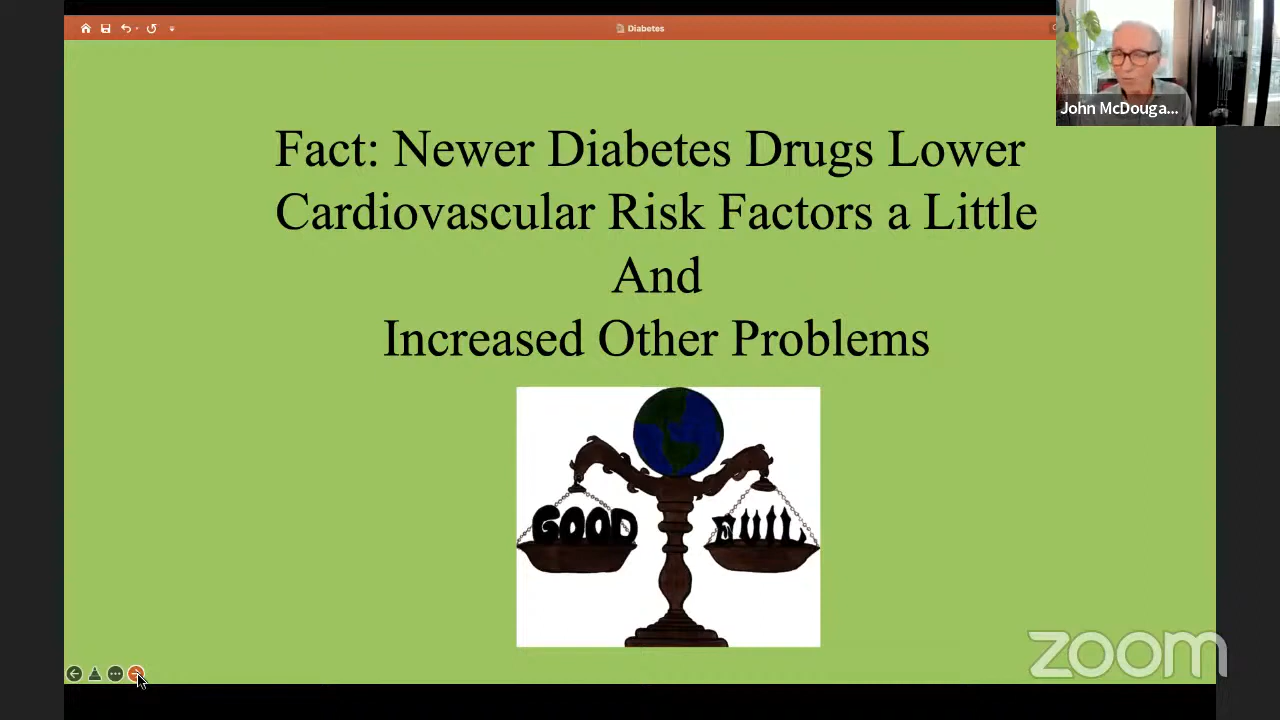 Diabetes
John McDouga...
Fact: Newer Diabetes Drugs Lower
Cardiovascular Risk Factors a Little
And
Increased Other Problems
GOOD
EVIL
zoom